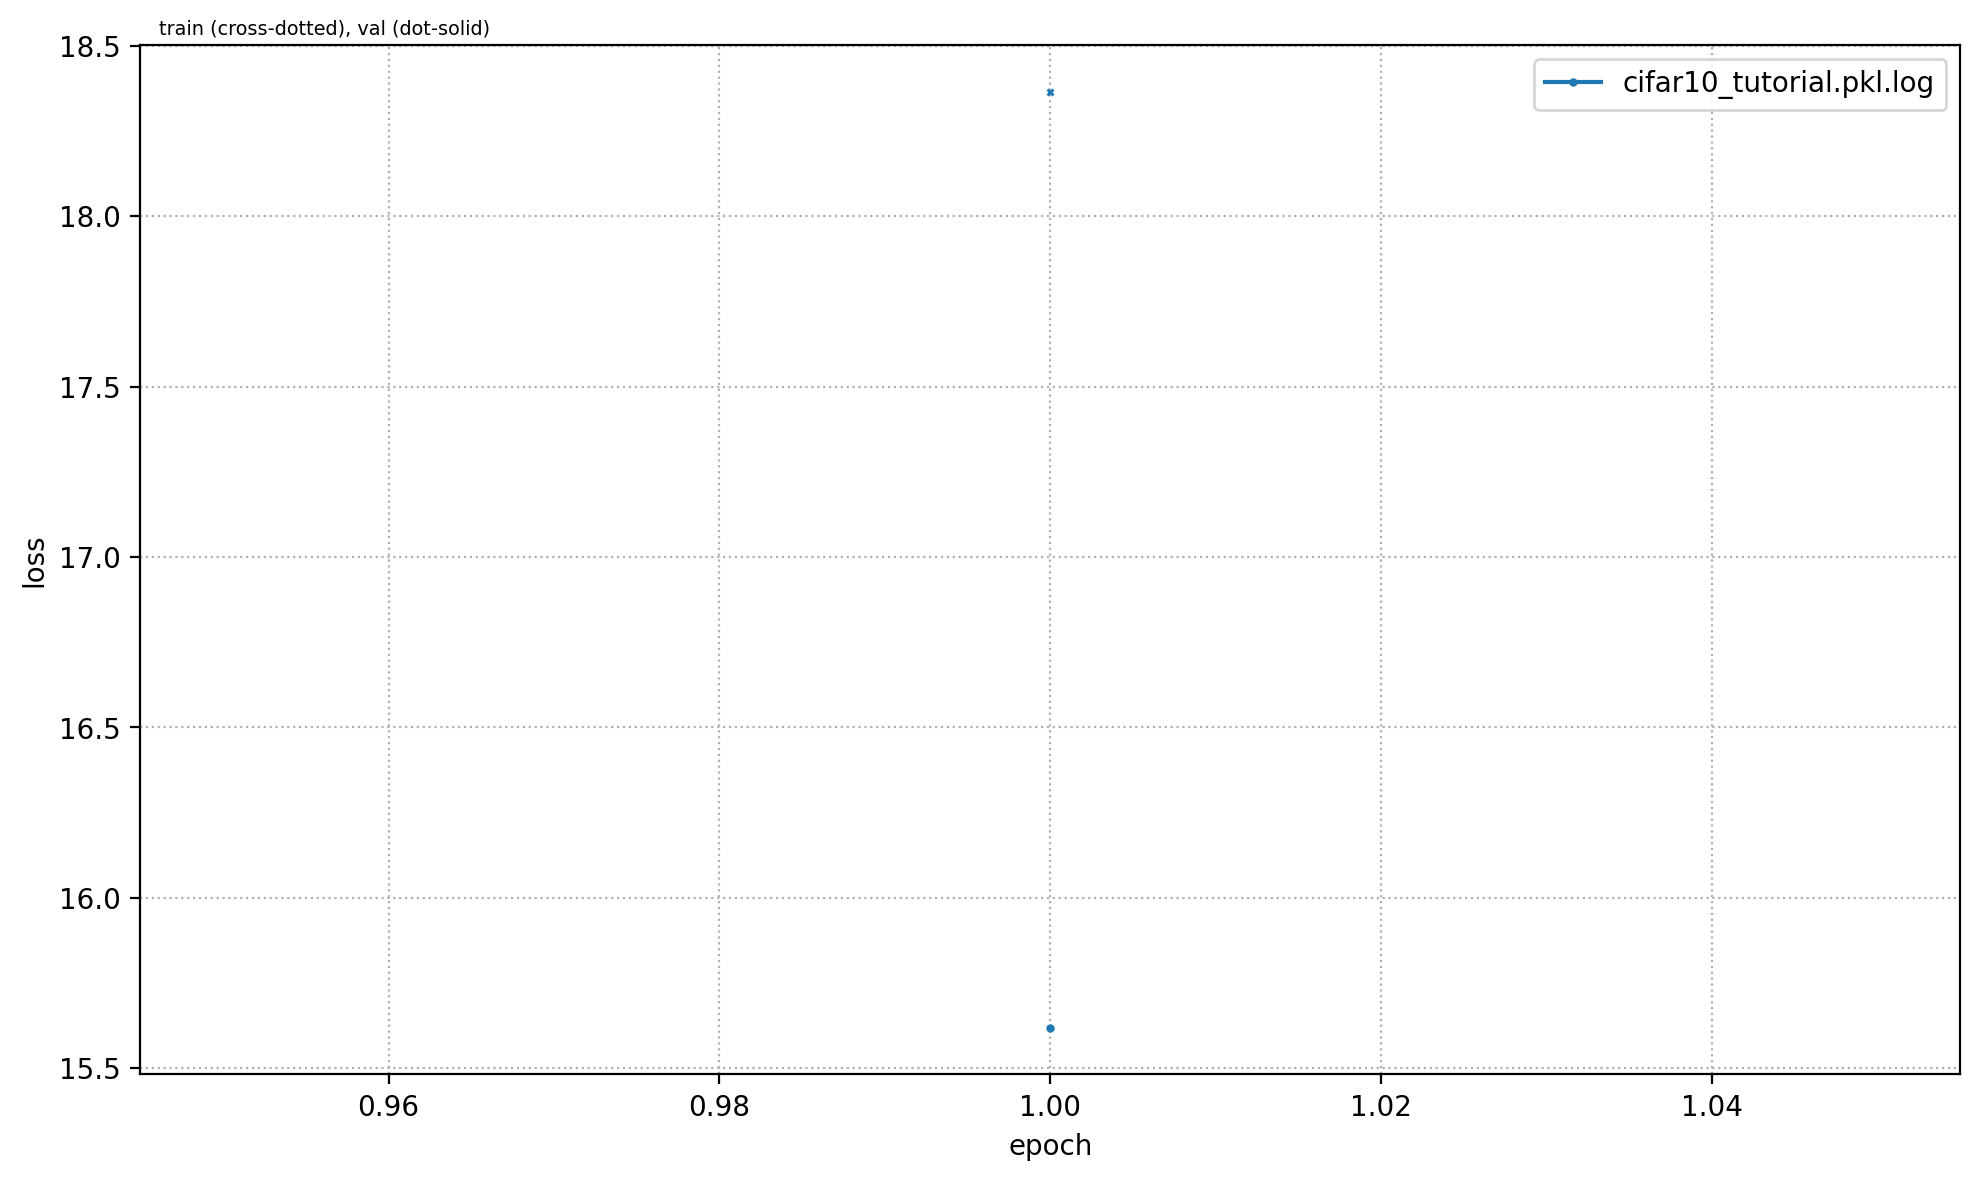 train (cross-dotted), val (dot-solid)
18.5
cifar10_tutorial.pkl.log
18.0
17.5
17.0
loss
16.5
16.0
15.5
0.96 0.98 1.00 1.02 1.04
epoch